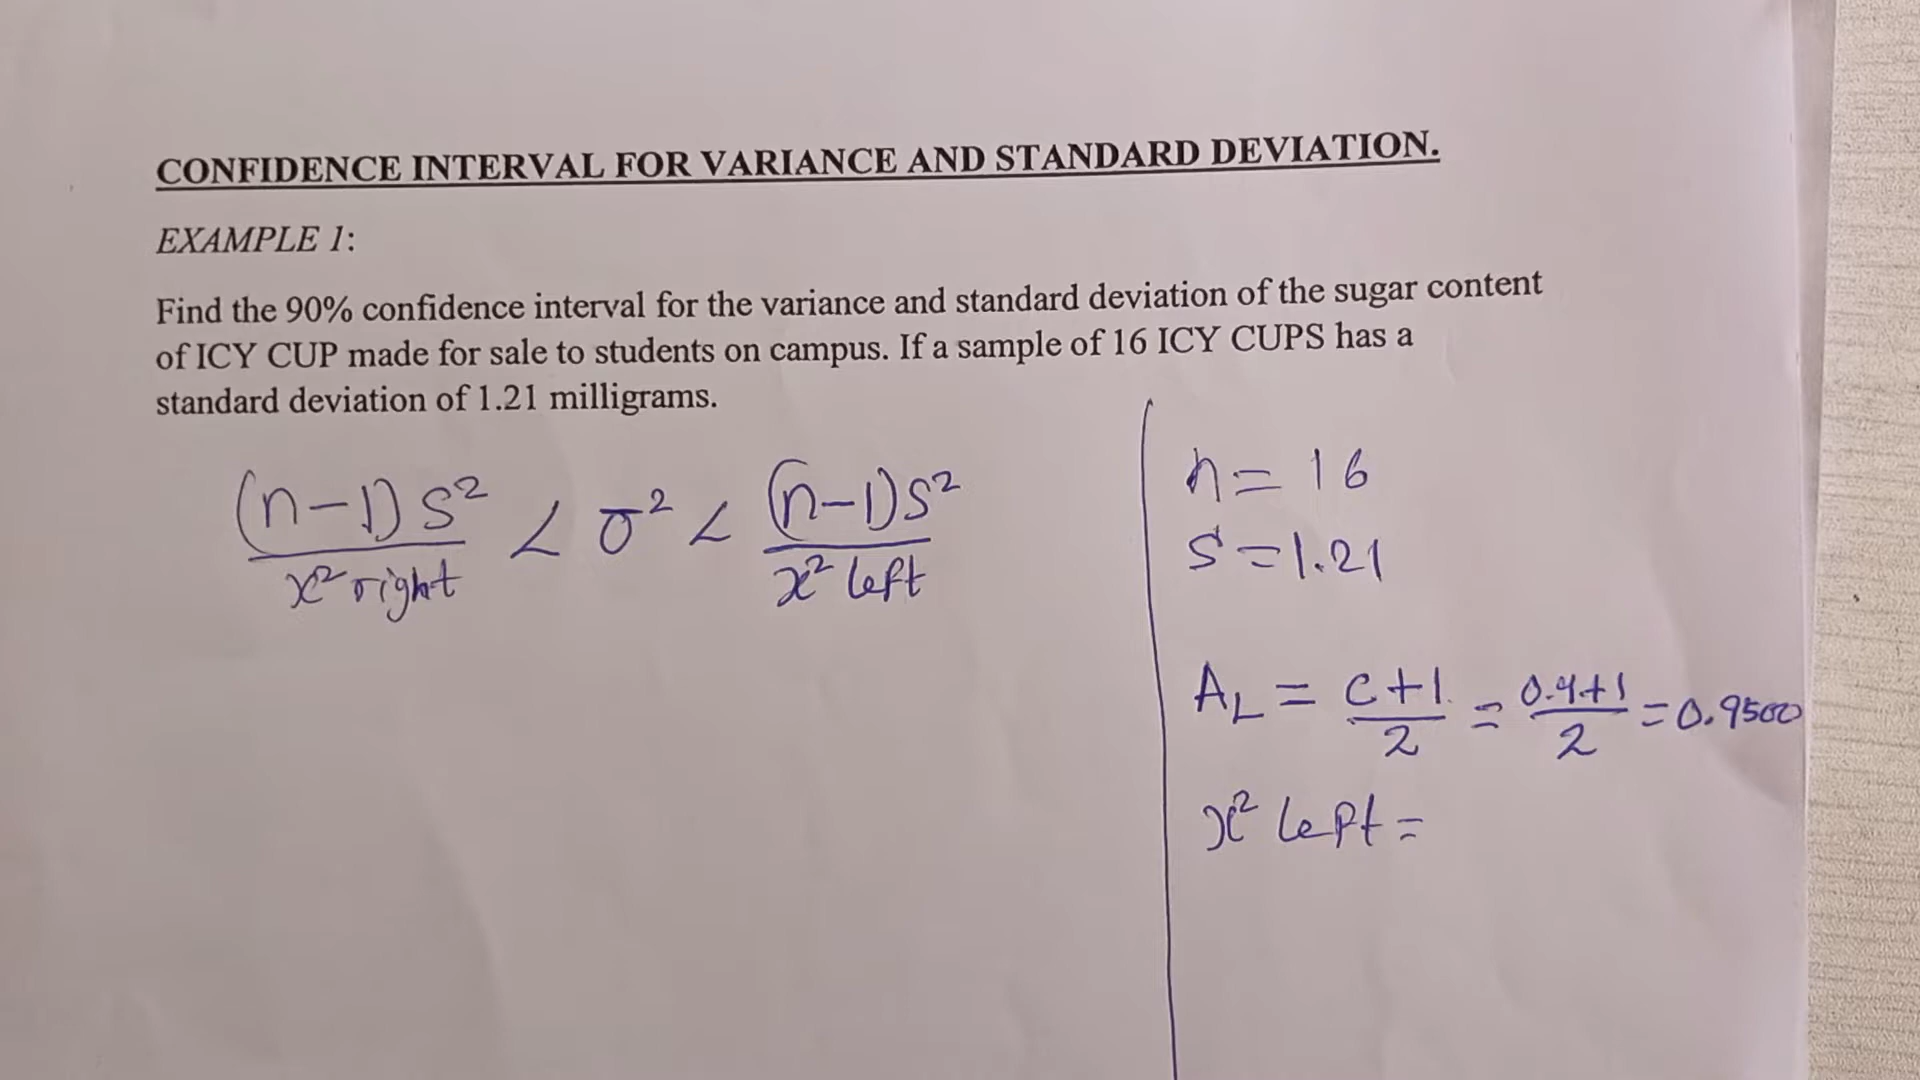 CONFIDENCE INTERVAL FOR VARIANCE AND STANDARD DEVIATION.
EXAMPLE 1:
Find the 90% confidence interval for the variance and standard deviation of the sugar content
of ICY CUP made for sale to students on campus. If a sample of 16 ICY CUPS has a
standard deviation of 1.21 milligrams.
(n-1)S² / x² right < σ² < (n-1)S² / x² left
n = 16
S = 1.21
A_L = C+1 / 2 = 0.9+1 / 2 = 0.9500
x² left =